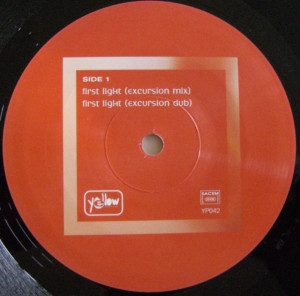 SIDE 1
first light (excursion mix)
first light (excursion dub)
yellow
SACEM
YP042